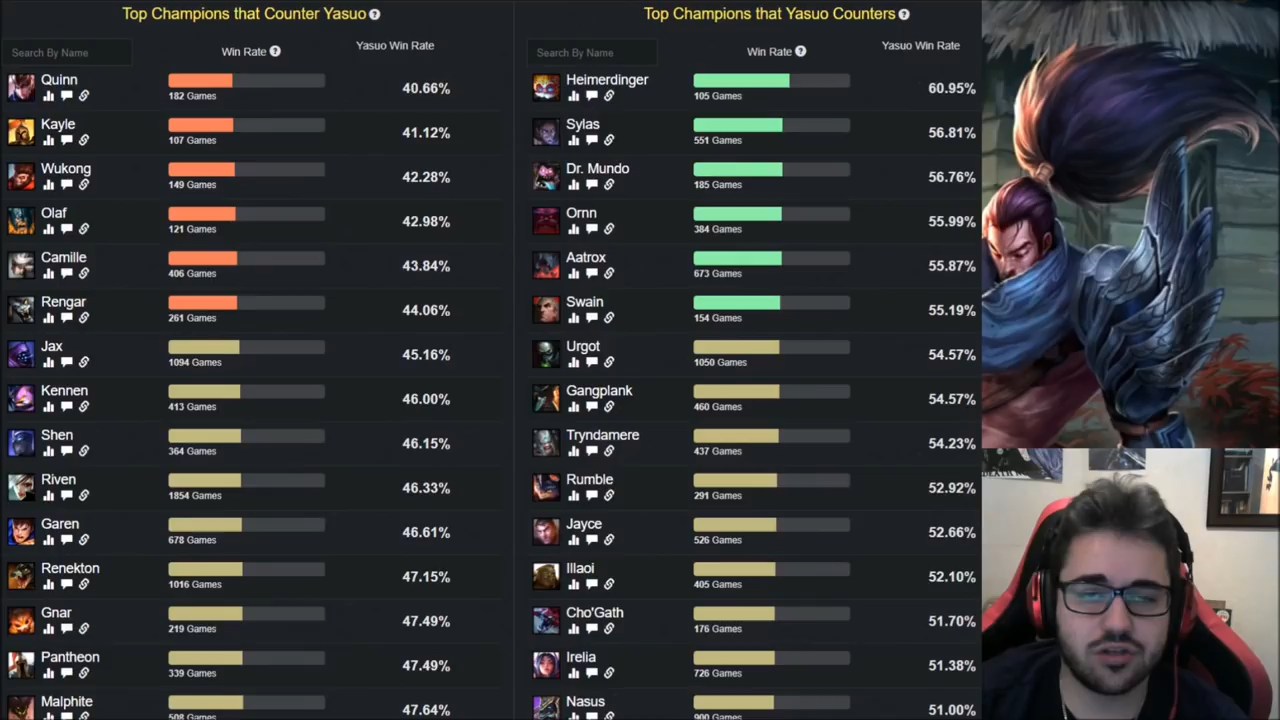 Top Champions that Counter Yasuo ?
Search By Name
Win Rate ?
Yasuo Win Rate
Quinn
182 Games
40.66%
Kayle
107 Games
41.12%
Wukong
149 Games
42.28%
Olaf
121 Games
42.98%
Camille
406 Games
43.84%
Rengar
261 Games
44.06%
Jax
1094 Games
45.16%
Kennen
413 Games
46.00%
Shen
364 Games
46.15%
Riven
1854 Games
46.33%
Garen
678 Games
46.61%
Renekton
1016 Games
47.15%
Gnar
219 Games
47.49%
Pantheon
339 Games
47.49%
Malphite
508 Games
47.64%
Top Champions that Yasuo Counters ?
Search By Name
Win Rate ?
Yasuo Win Rate
Heimerdinger
105 Games
60.95%
Sylas
551 Games
56.81%
Dr. Mundo
185 Games
56.76%
Ornn
384 Games
55.99%
Aatrox
673 Games
55.87%
Swain
154 Games
55.19%
Urgot
1050 Games
54.57%
Gangplank
460 Games
54.57%
Tryndamere
437 Games
54.23%
Rumble
291 Games
52.92%
Jayce
526 Games
52.66%
Illaoi
405 Games
52.10%
Cho'Gath
176 Games
51.70%
Irelia
726 Games
51.38%
Nasus
900 Games
51.00%